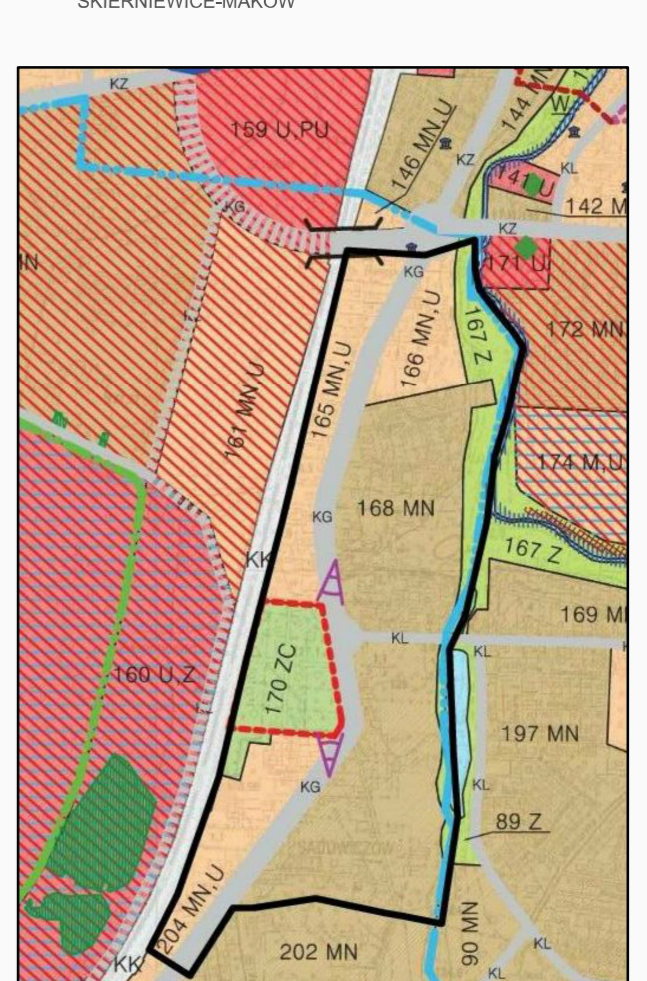 SKIERNIEWICE-MAKÓW
KZ
159 U,PU
146 MN,U
144 MN
W
KZ
KL
141 U
142 M
KG
KZ
KG
171 U
MN
167 Z
172 MN
166 MN,U
165 MN,U
161 MN,U
174 M,U
168 MN
KG
167 Z
KK
169 M
KL
KL
170 ZC
160 U,Z
197 MN
KG
KL
89 Z
204 MN,U
90 MN
202 MN
KL
KK
KL